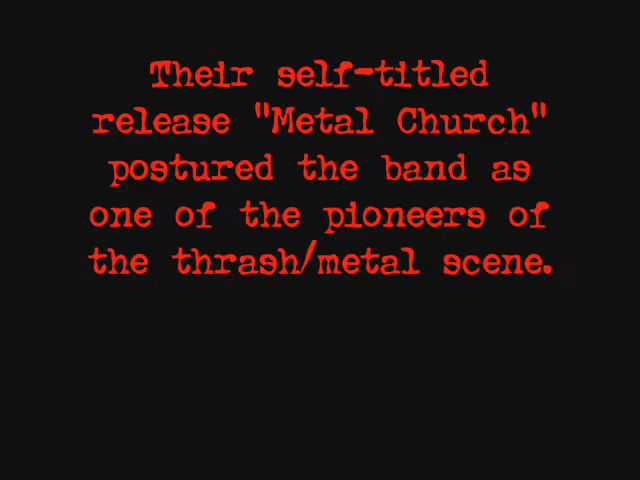 Their self-titled
release "Metal Church"
postured the band as
one of the pioneers of
the thrash/metal scene.